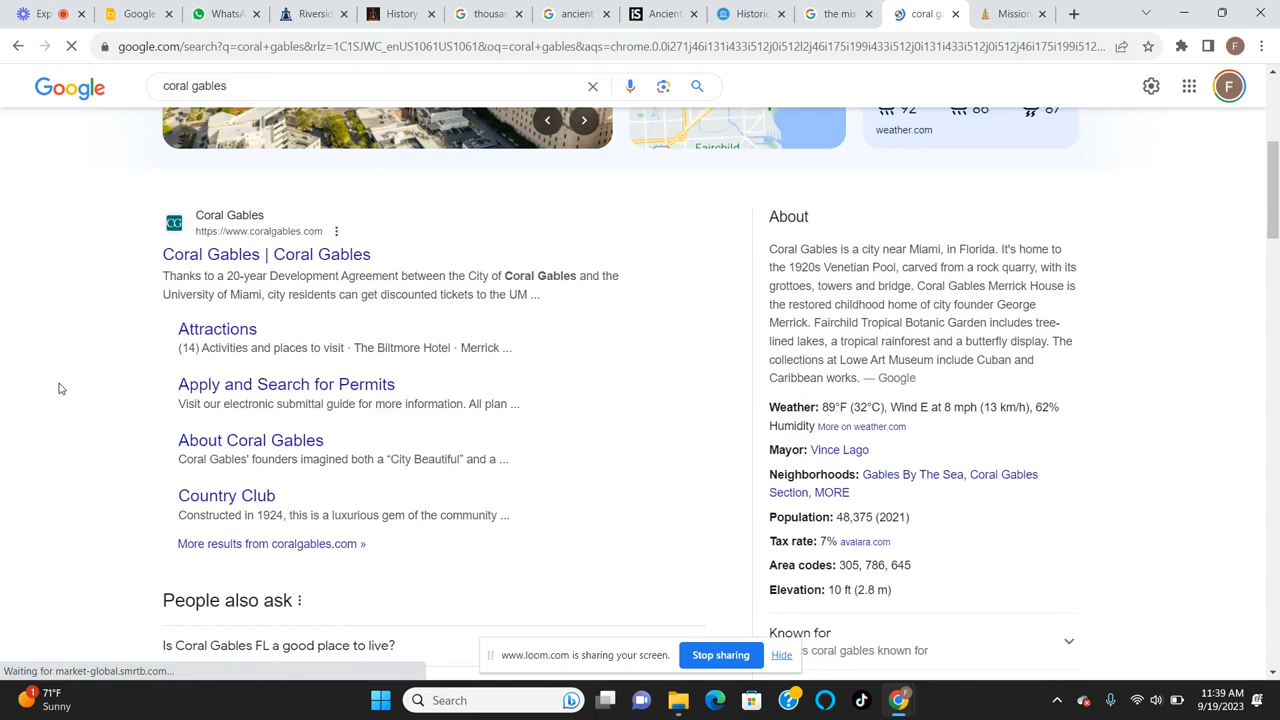 Exp
Google
WhatsA
Riversid
History
thousan
ancient
Ancient
Historic
the mis
coral g
Mission
google.com/search?q=coral+gables&rlz=1C1SJWC_enUS1061US1061&oq=coral+gables&aqs=chrome.0.0i271j46i131i433i512j0i512l2j46i175i199i433i512j0i131i433i512j0i512j46i175i199i512...
F
Google
coral gables
F
92
86
87
weather.com
Fairchild
CG
Coral Gables
https://www.coralgables.com
Coral Gables | Coral Gables
Thanks to a 20-year Development Agreement between the City of Coral Gables and the
University of Miami, city residents can get discounted tickets to the UM ...
Attractions
(14) Activities and places to visit · The Biltmore Hotel · Merrick ...
Apply and Search for Permits
Visit our electronic submittal guide for more information. All plan ...
About Coral Gables
Coral Gables' founders imagined both a “City Beautiful” and a ...
Country Club
Constructed in 1924, this is a luxurious gem of the community ...
More results from coralgables.com »
People also ask
Is Coral Gables FL a good place to live?
About
Coral Gables is a city near Miami, in Florida. It's home to
the 1920s Venetian Pool, carved from a rock quarry, with its
grottoes, towers and bridge. Coral Gables Merrick House is
the restored childhood home of city founder George
Merrick. Fairchild Tropical Botanic Garden includes tree-
lined lakes, a tropical rainforest and a butterfly display. The
collections at Lowe Art Museum include Cuban and
Caribbean works. — Google
Weather: 89°F (32°C), Wind E at 8 mph (13 km/h), 62%
Humidity More on weather.com
Mayor: Vince Lago
Neighborhoods: Gables By The Sea, Coral Gables
Section, MORE
Population: 48,375 (2021)
Tax rate: 7% avalara.com
Area codes: 305, 786, 645
Elevation: 10 ft (2.8 m)
Known for
coral gables known for
www.loom.com is sharing your screen.
Stop sharing
Hide
Waiting for market-global.smrtb.com...
1
71°F
Sunny
Search
11:39 AM
9/19/2023